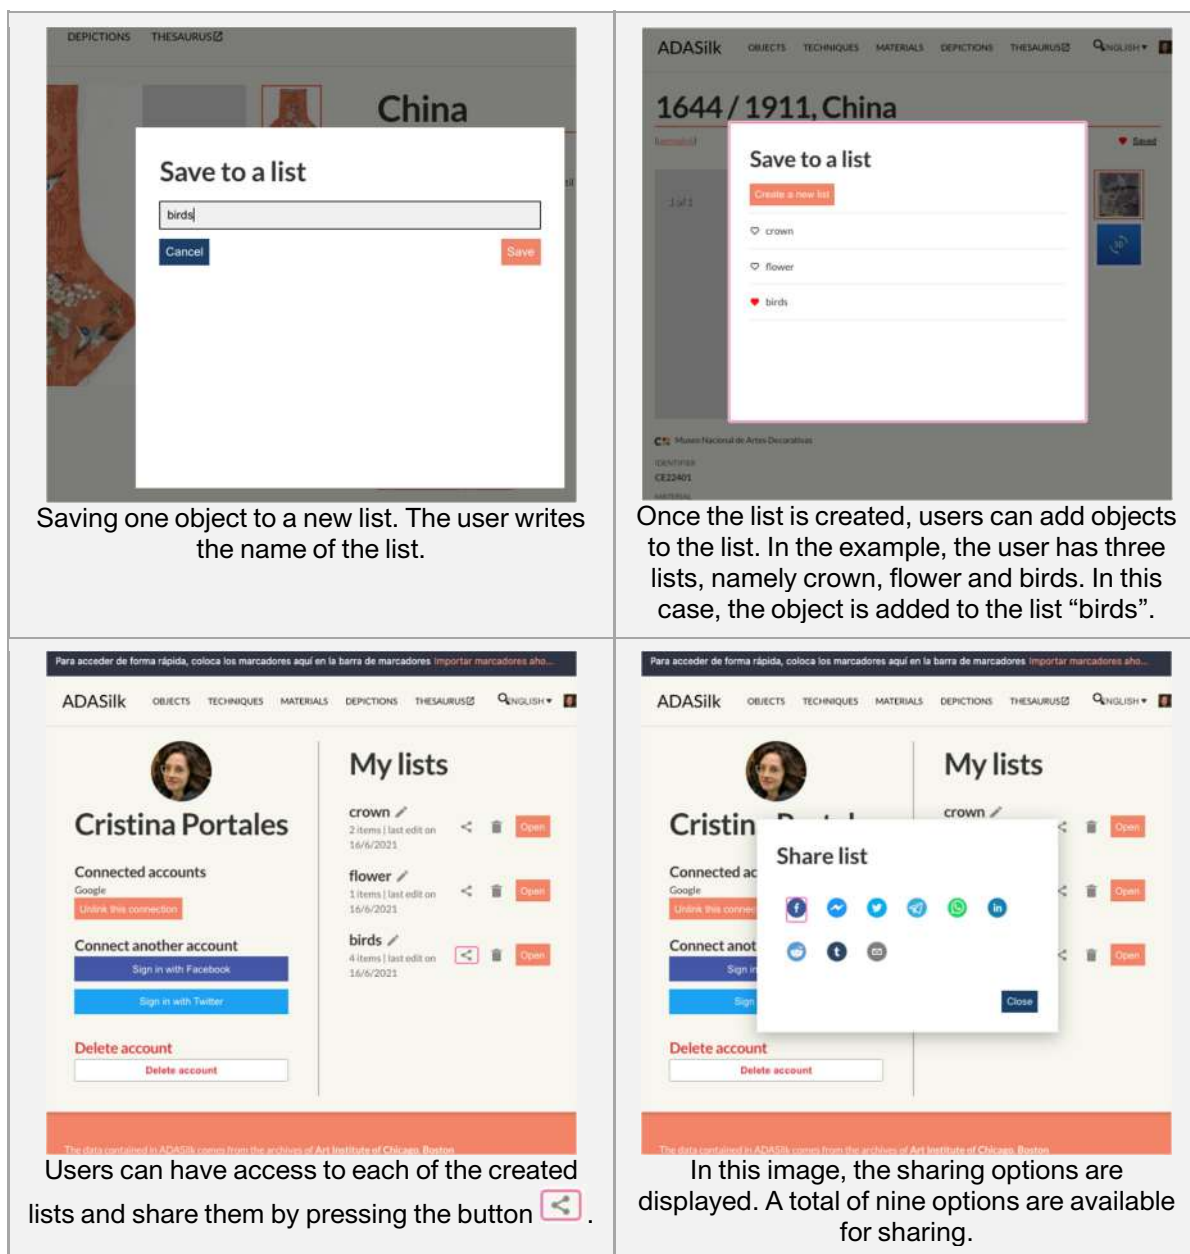 DEPICTIONS THESAURUS
China
Save to a list
birds
Cancel Save
Saving one object to a new list. The user writes
the name of the list.
ADASilk OBJECTS TECHNIQUES MATERIALS DEPICTIONS THESAURUS ENGLISH
1644 / 1911, China
Saved
Save to a list
Create a new list
1 of 1
crown
3D
flower
birds
Museo Nacional de Artes Decorativas
IDENTIFIER
CE22401
MATERIAL
Once the list is created, users can add objects
to the list. In the example, the user has three
lists, namely crown, flower and birds. In this
case, the object is added to the list “birds”.
Para acceder de forma rápida, coloca los marcadores aquí en la barra de marcadores Importar marcadores aho...
ADASilk OBJECTS TECHNIQUES MATERIALS DEPICTIONS THESAURUS ENGLISH
Cristina Portales
Connected accounts
Google
Unlink this connection
Connect another account
Sign in with Facebook
Sign in with Twitter
Delete account
Delete account
My lists
crown
2 items | last edit on
16/6/2021
Open
flower
1 items | last edit on
16/6/2021
Open
birds
4 items | last edit on
16/6/2021
Open
The data contained in ADASilk comes from the archives of Art Institute of Chicago, Boston
Users can have access to each of the created
lists and share them by pressing the button .
Para acceder de forma rápida, coloca los marcadores aquí en la barra de marcadores Importar marcadores aho...
ADASilk OBJECTS TECHNIQUES MATERIALS DEPICTIONS THESAURUS ENGLISH
My lists
crown
Cristin
Open
Share list
Connected ac
Google
Unlink this connec
Open
Connect anot
Sign in
Sign
Open
Close
Delete account
Delete account
The data contained in ADASilk comes from the archives of Art Institute of Chicago, Boston
In this image, the sharing options are
displayed. A total of nine options are available
for sharing.